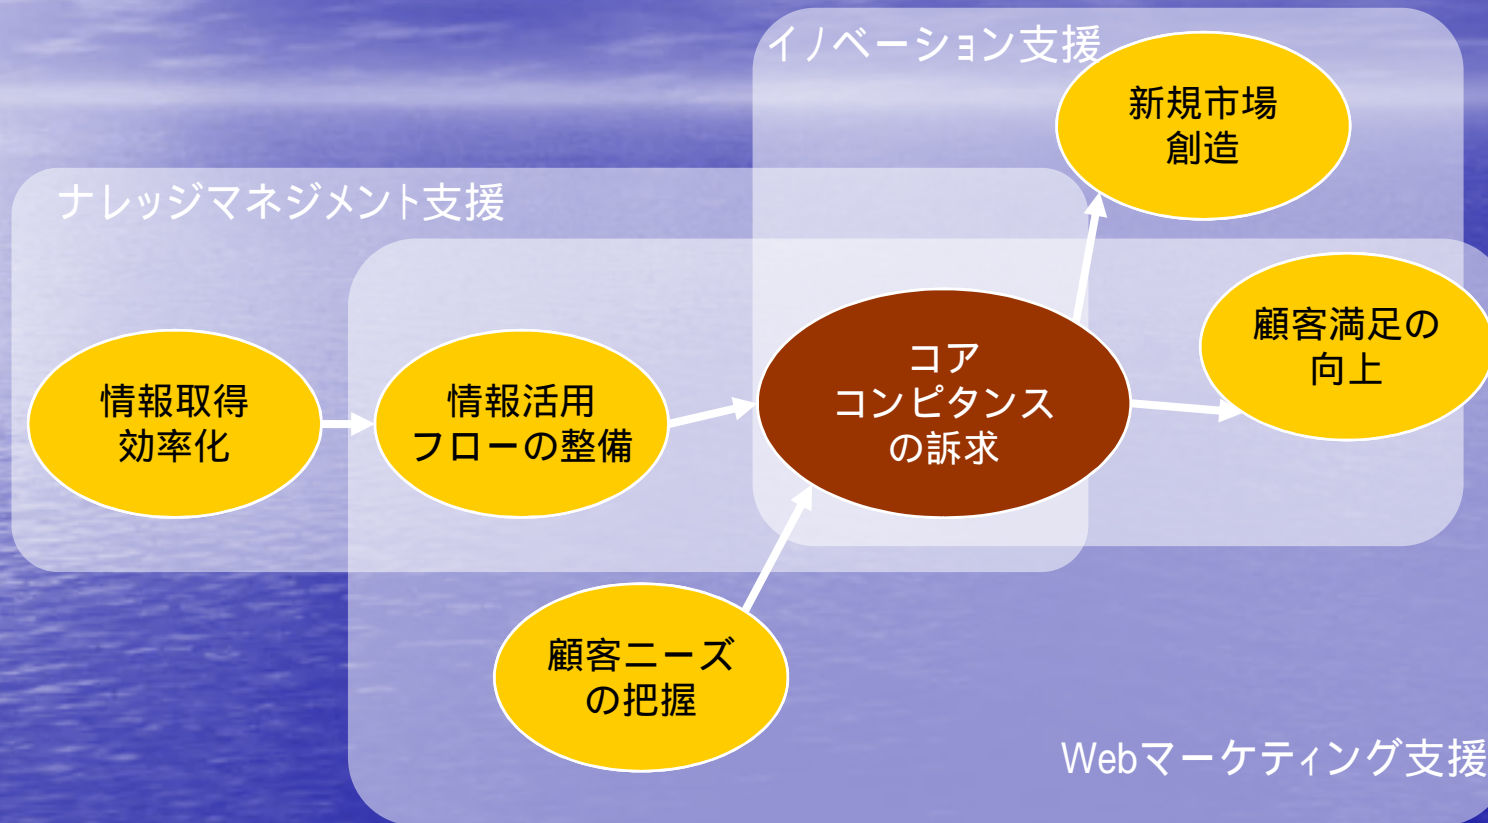 イノベーション支援
新規市場
創造
ナレッジマネジメント支援
顧客満足の
向上
コア
コンピタンス
の訴求
情報取得
効率化
情報活用
フローの整備
顧客ニーズ
の把握
Webマーケティング支援